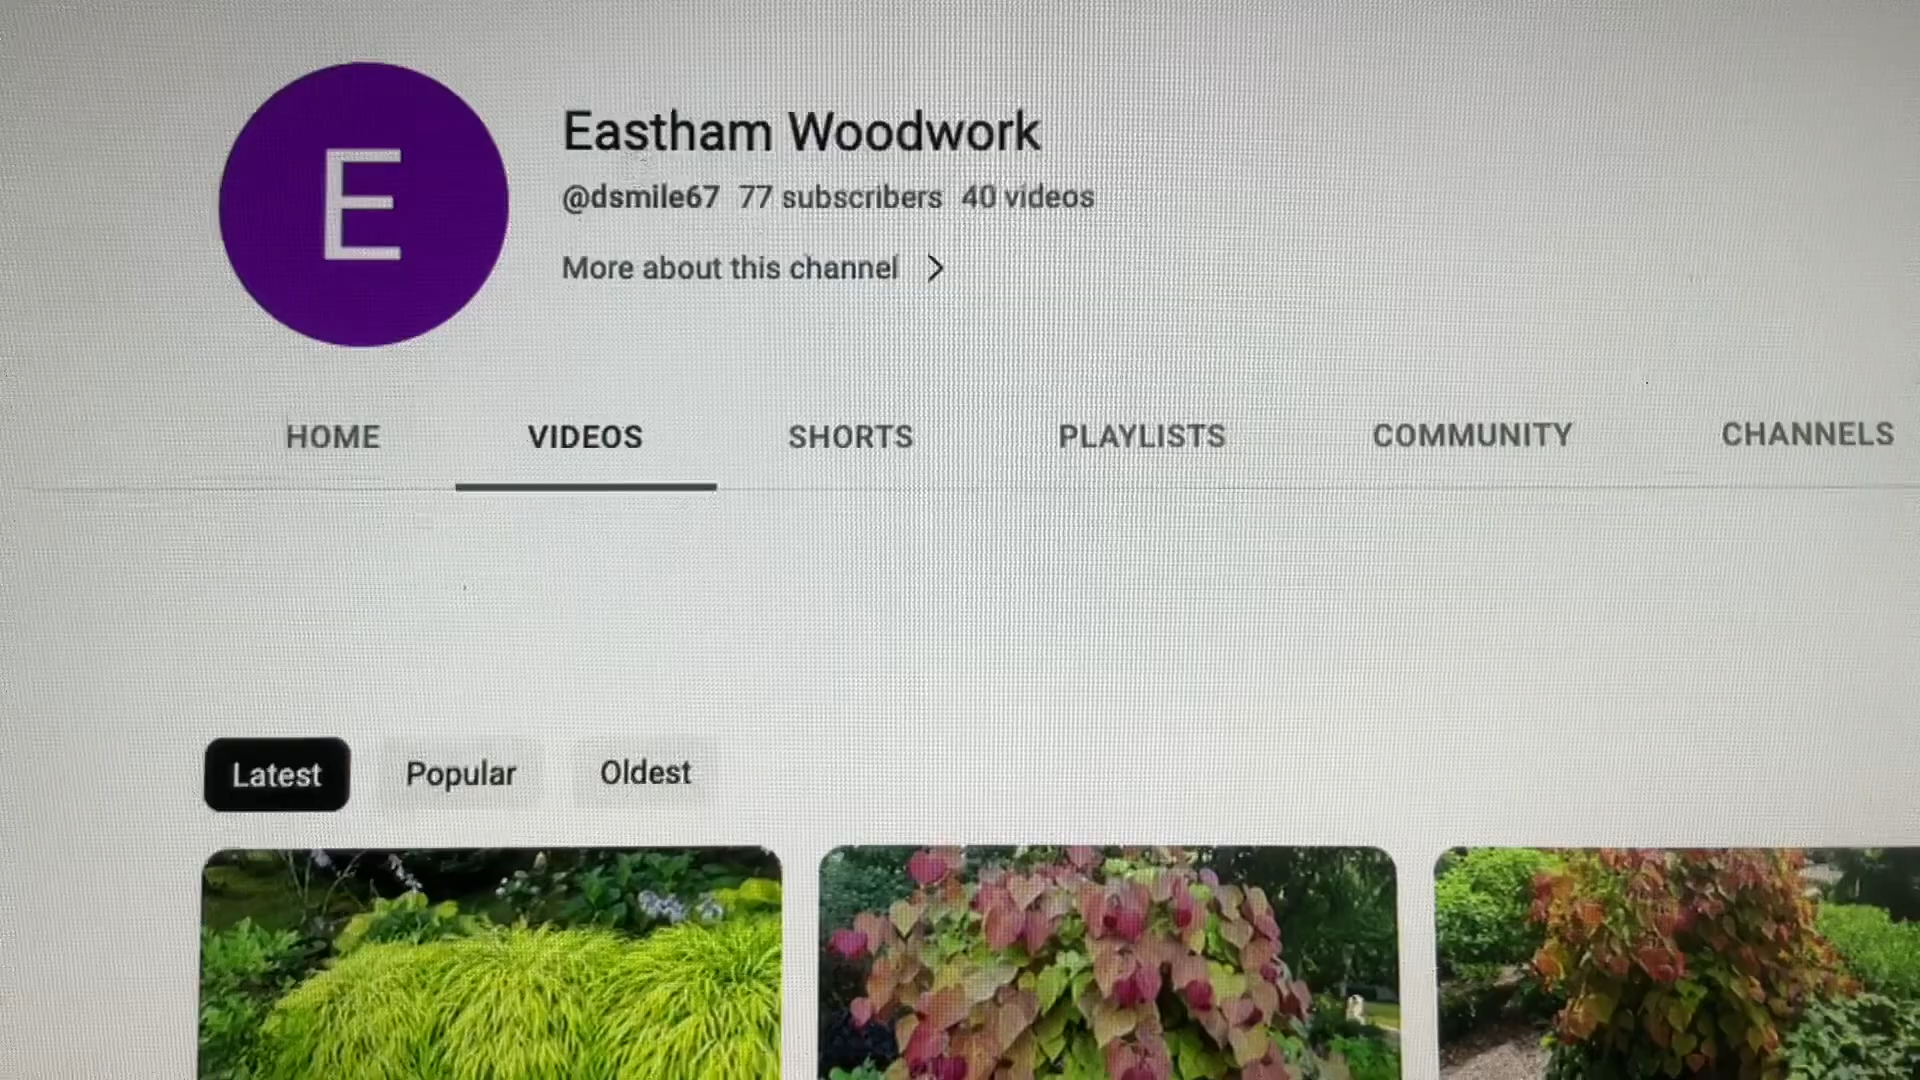 E
Eastham Woodwork
@dsmile67 77 subscribers 40 videos
More about this channel >
HOME VIDEOS SHORTS PLAYLISTS COMMUNITY CHANNELS
Latest Popular Oldest